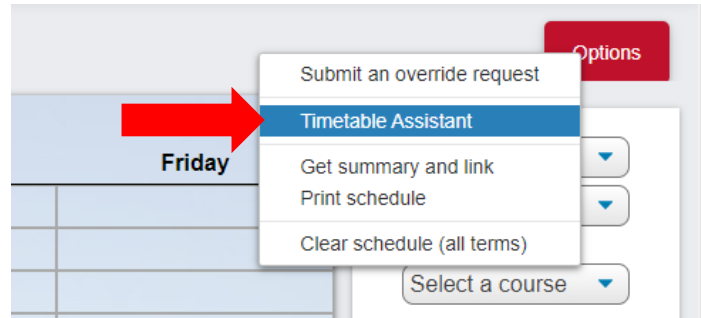 Options
Submit an override request
Timetable Assistant
Friday
Get summary and link
Print schedule
Clear schedule (all terms)
Select a course